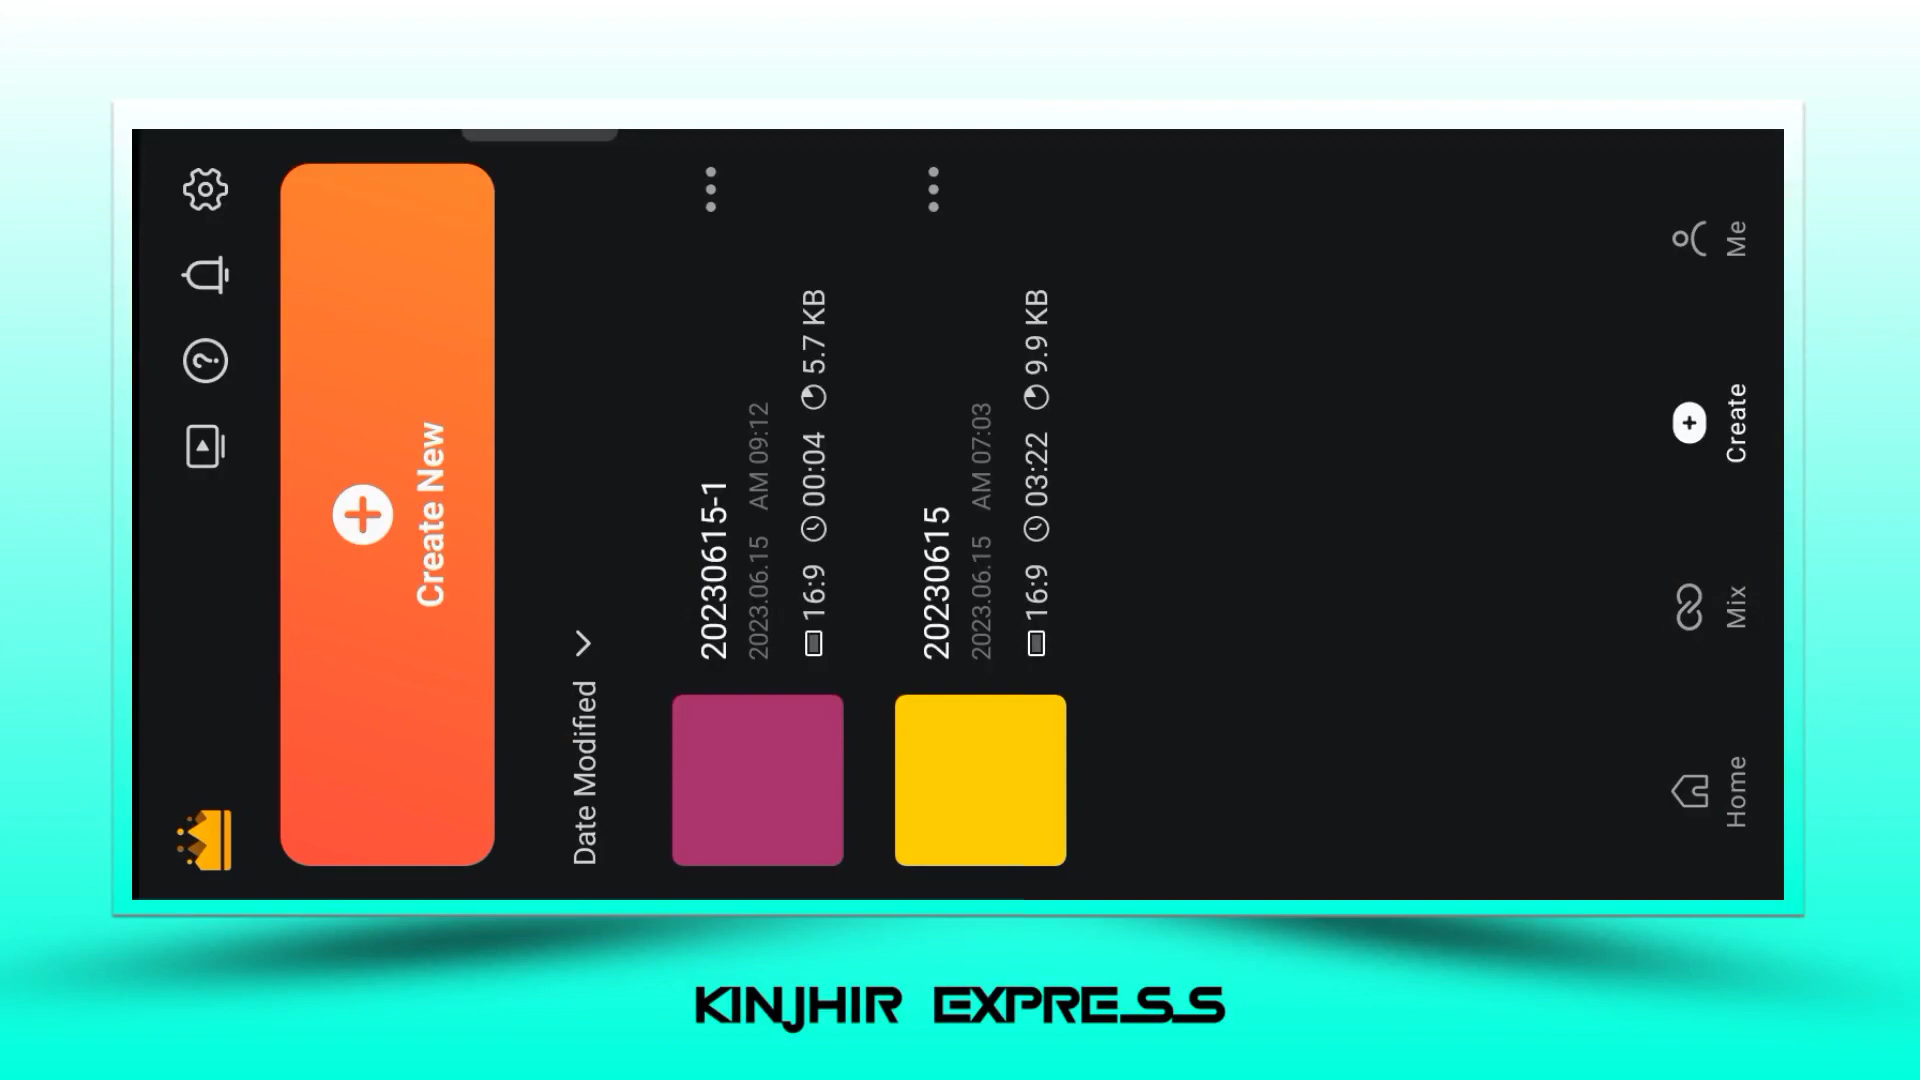 Create New
Date Modified
20230615-1
2023.06.15 AM 09:12
16:9 00:04 5.7 KB
20230615
2023.06.15 AM 07:03
16:9 03:22 9.9 KB
Home Mix Create Me
KINJHIR EXPRESS